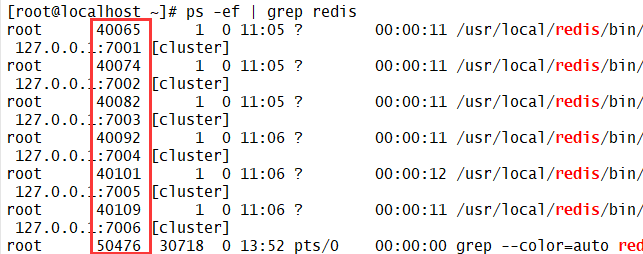 [root@localhost ~]# ps -ef | grep redis
root 40065 1 0 11:05 ? 00:00:11 /usr/local/redis/bin/
127.0.0.1:7001 [cluster]
root 40074 1 0 11:05 ? 00:00:11 /usr/local/redis/bin/
127.0.0.1:7002 [cluster]
root 40082 1 0 11:05 ? 00:00:11 /usr/local/redis/bin/
127.0.0.1:7003 [cluster]
root 40092 1 0 11:06 ? 00:00:11 /usr/local/redis/bin/
127.0.0.1:7004 [cluster]
root 40101 1 0 11:06 ? 00:00:12 /usr/local/redis/bin/
127.0.0.1:7005 [cluster]
root 40109 1 0 11:06 ? 00:00:11 /usr/local/redis/bin/
127.0.0.1:7006 [cluster]
root 50476 30718 0 13:52 pts/0 00:00:00 grep --color=auto red